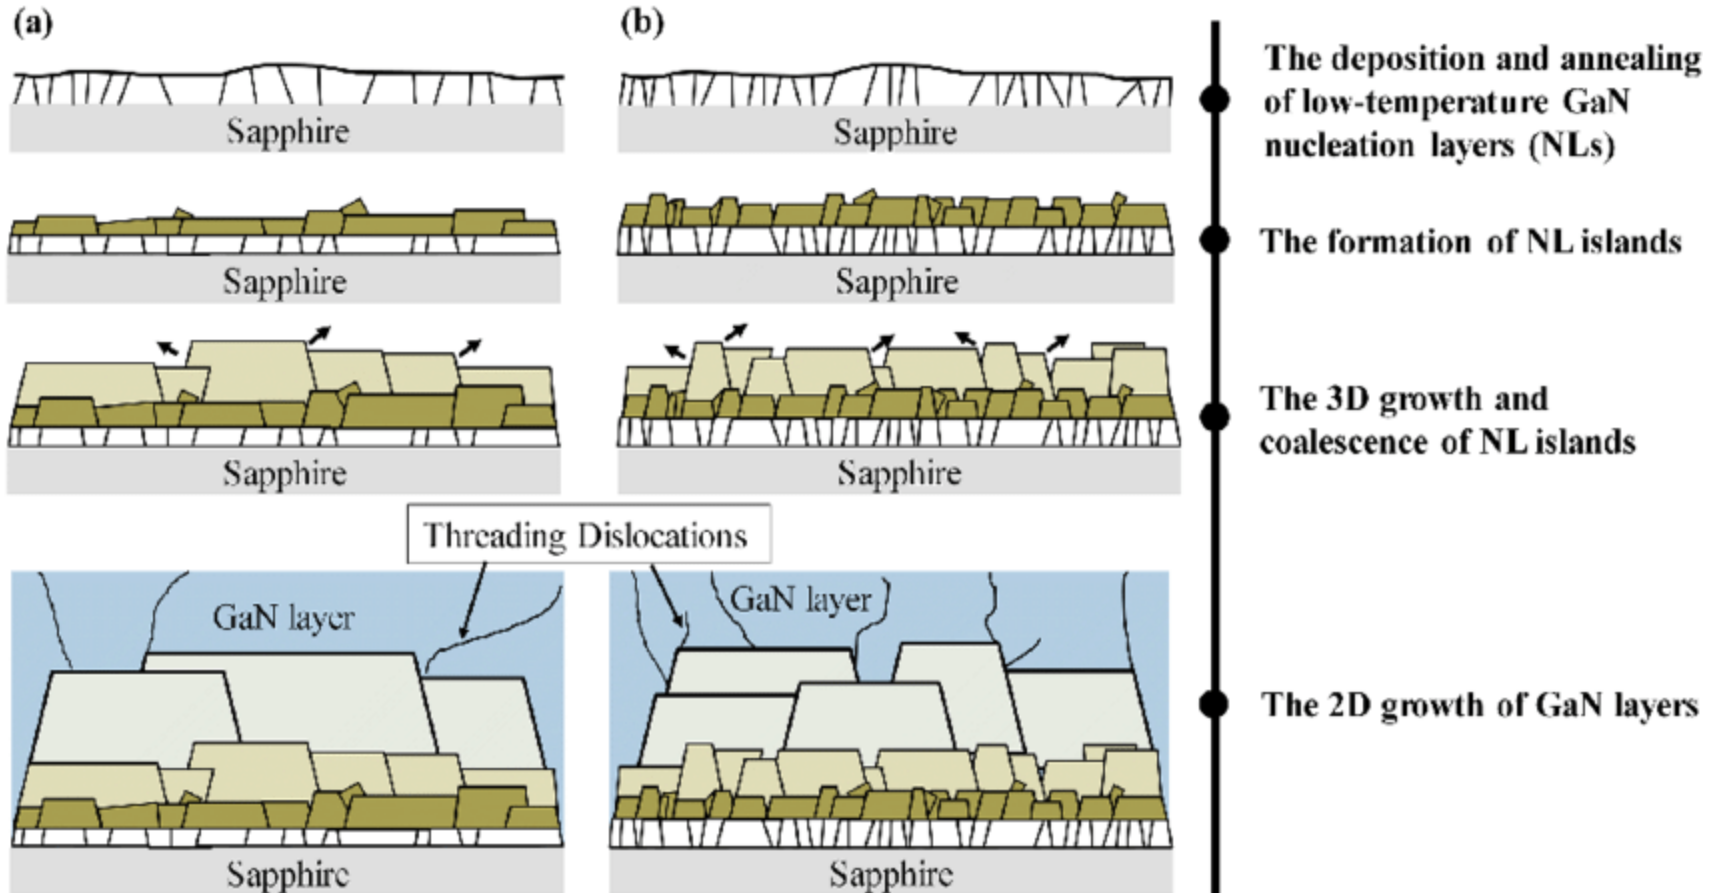 (a)
(b)
Sapphire
Sapphire
The deposition and annealing
of low-temperature GaN
nucleation layers (NLs)
Sapphire
Sapphire
The formation of NL islands
Sapphire
Sapphire
The 3D growth and
coalescence of NL islands
Threading Dislocations
GaN layer
GaN layer
The 2D growth of GaN layers
Sapphire
Sapphire